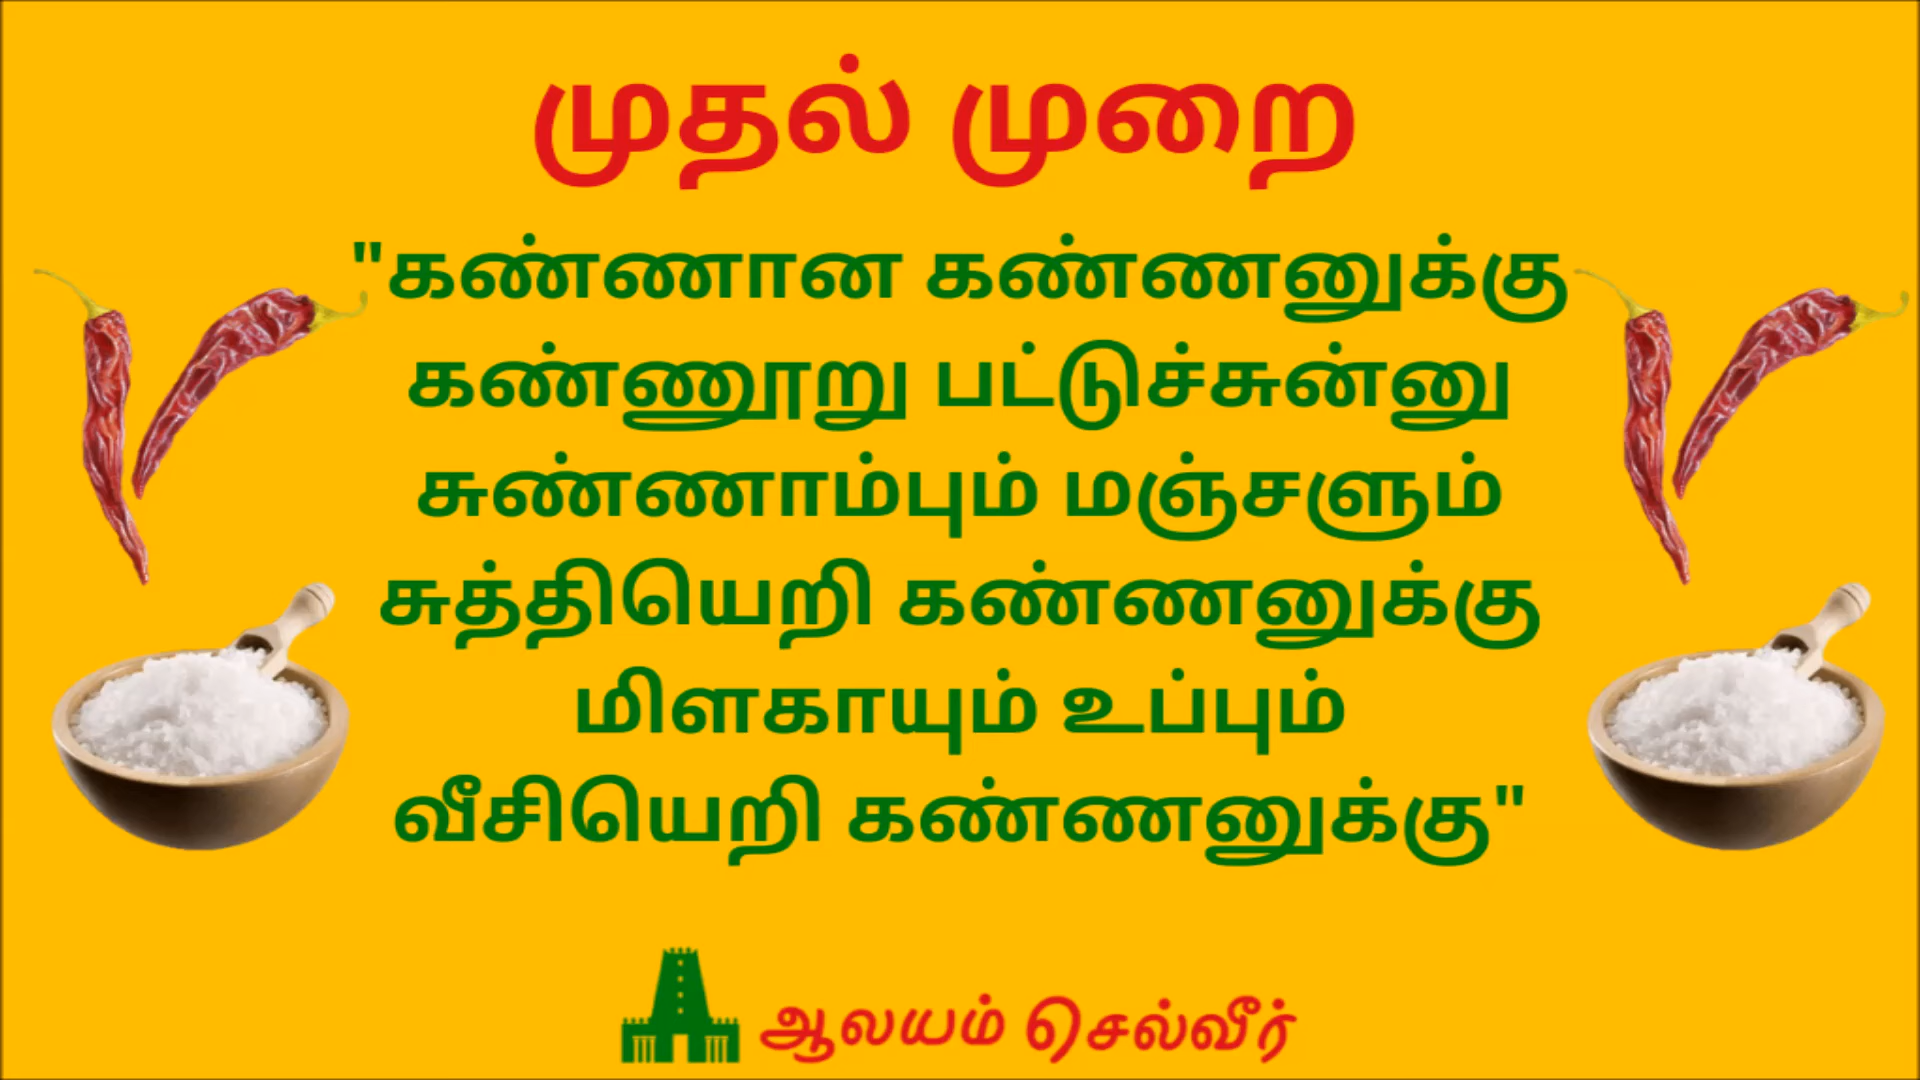 முதல் முறை
"கண்ணான கண்ணனுக்கு
கண்ணூறு பட்டுச்சுன்னு
சுண்ணாம்பும் மஞ்சளும்
சுத்தியெறி கண்ணனுக்கு
மிளகாயும் உப்பும்
வீசியெறி கண்ணனுக்கு"
ஆலயம் செல்வீர்